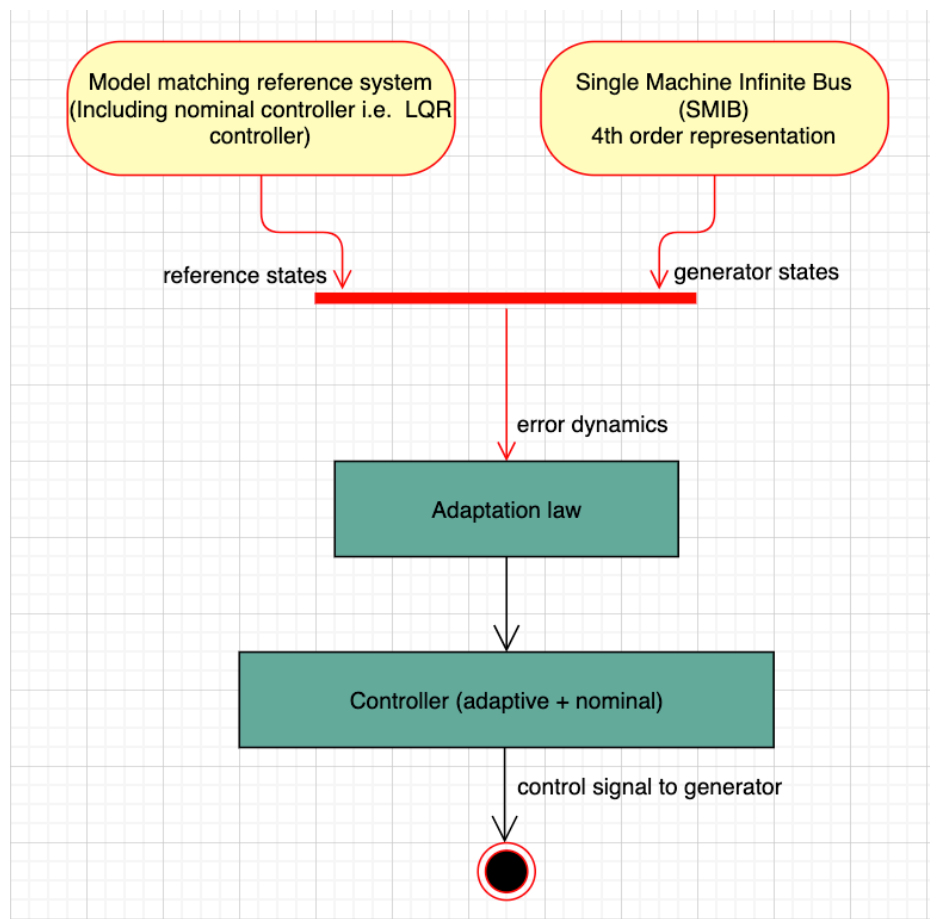 Model matching reference system
(Including nominal controller i.e. LQR
controller)
Single Machine Infinite Bus
(SMIB)
4th order representation
reference states
generator states
error dynamics
Adaptation law
Controller (adaptive + nominal)
control signal to generator